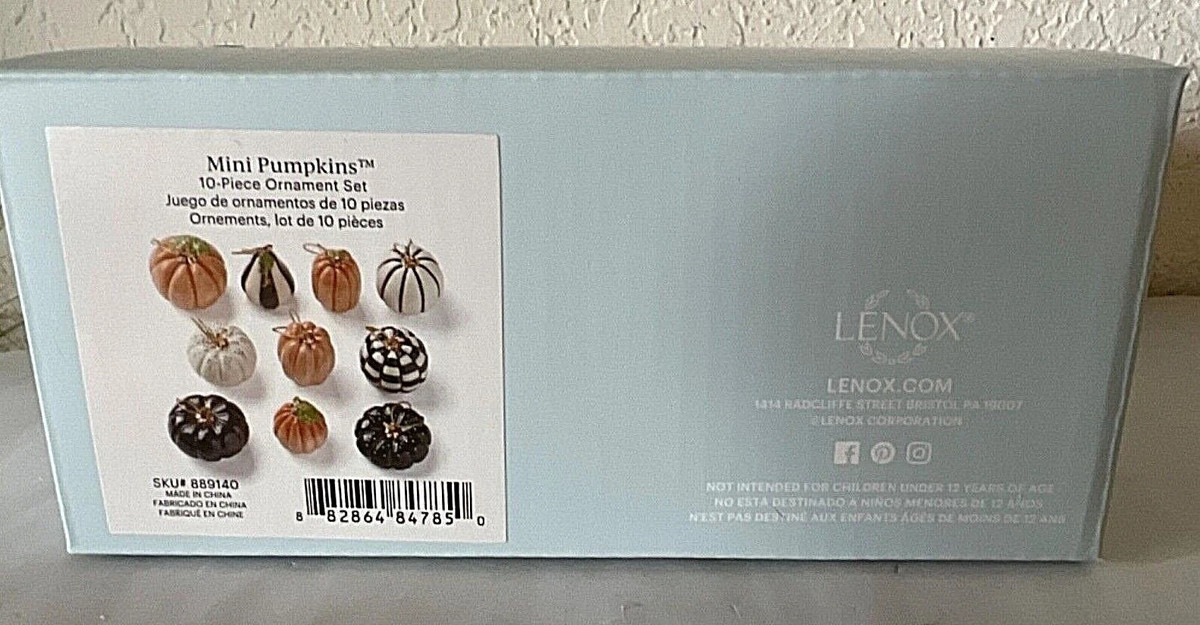 Mini Pumpkins™
10-Piece Ornament Set
Juego de ornamentos de 10 piezas
Ornements, lot de 10 pièces
SKU# 889140
MADE IN CHINA
FABRICADO EN CHINA
FABRIQUÉ EN CHINE
8 82864 84785 0
LENOX®
LENOX.COM
1414 RADCLIFFE STREET BRISTOL PA 19007
©LENOX CORPORATION
NOT INTENDED FOR CHILDREN UNDER 12 YEARS OF AGE
NO ESTÁ DESTINADO A NIÑOS MENORES DE 12 AÑOS
N'EST PAS DESTINÉ AUX ENFANTS ÂGÉS DE MOINS DE 12 ANS